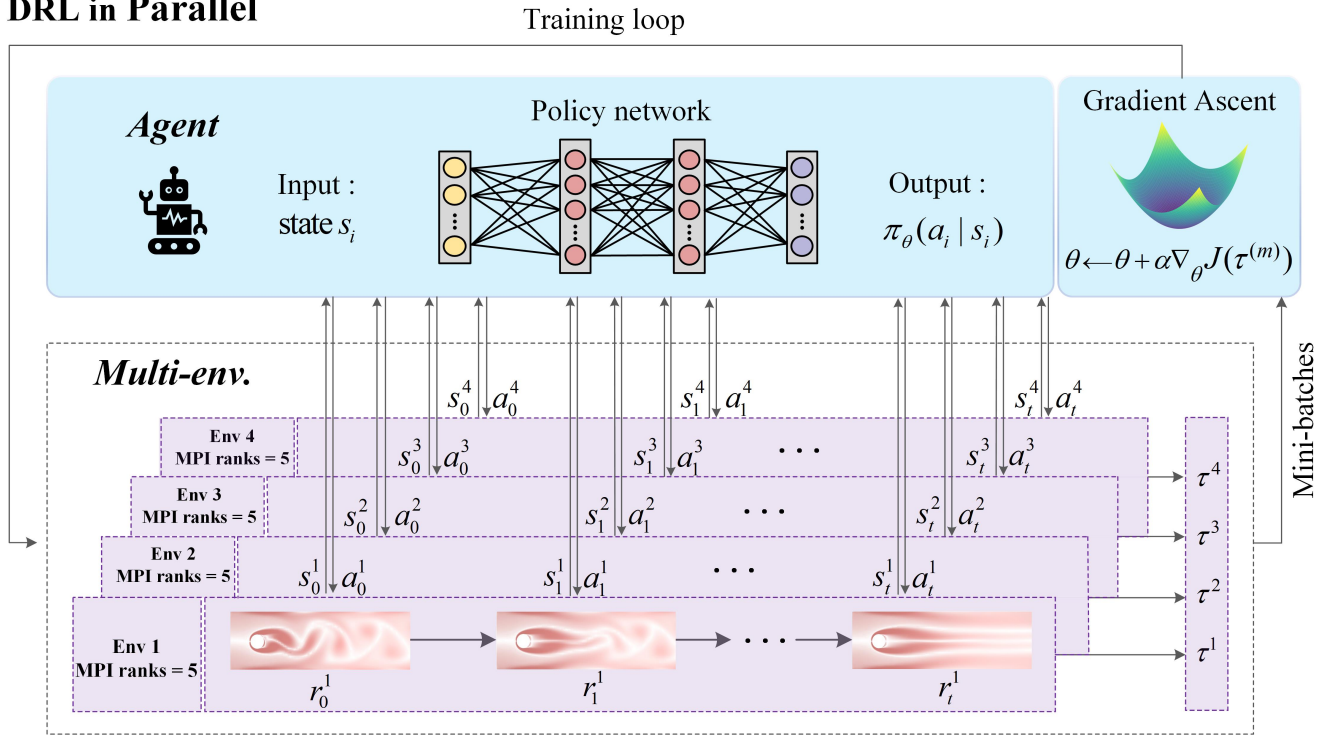 DRL in Parallel
Training loop
Agent
Policy network
Gradient Ascent
Input :
state s_i
Output :
π_θ(a_i | s_i)
θ ← θ + α∇_θ J(τ^(m))
Multi-env.
Mini-batches
s_0^4 a_0^4 s_1^4 a_1^4 s_t^4 a_t^4
Env 4
MPI ranks = 5
s_0^3 a_0^3 s_1^3 a_1^3 ··· s_t^3 a_t^3
τ^4
Env 3
MPI ranks = 5
s_0^2 a_0^2 s_1^2 a_1^2 ··· s_t^2 a_t^2
τ^3
Env 2
MPI ranks = 5
s_0^1 a_0^1 s_1^1 a_1^1 ··· s_t^1 a_t^1
τ^2
Env 1
MPI ranks = 5
···
τ^1
r_0^1 r_1^1 r_t^1